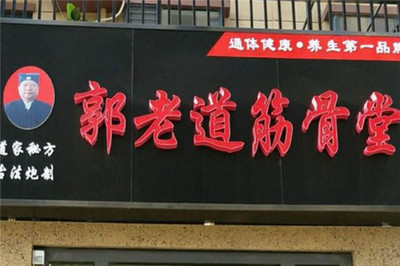 通体健康·养生第一品牌
郭老道筋骨堂
道家秘方
古法炮制